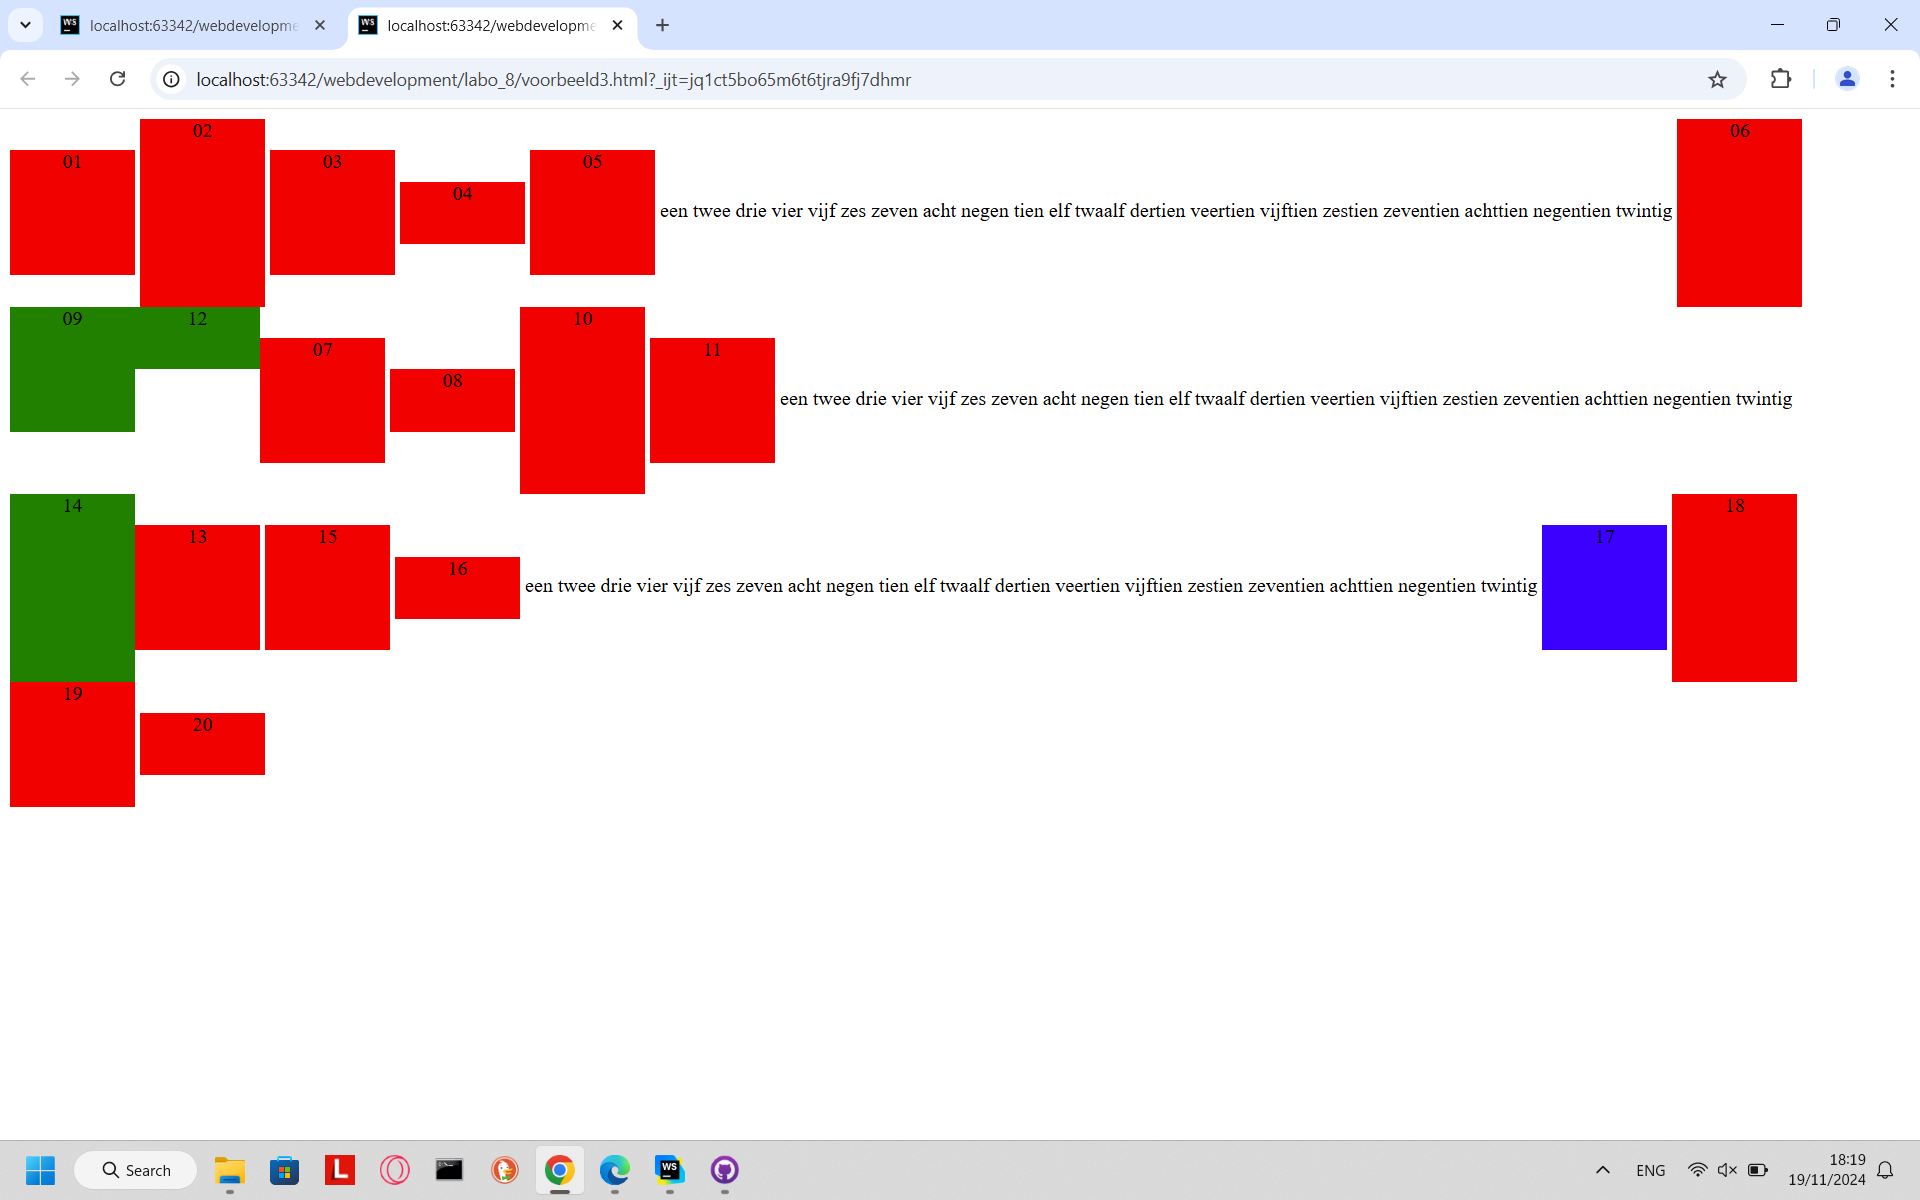 localhost:63342/webdevelopme
localhost:63342/webdevelopme
localhost:63342/webdevelopment/labo_8/voorbeeld3.html?_ijt=jq1ct5bo65m6t6tjra9fj7dhmr
01 02 03 04 05 een twee drie vier vijf zes zeven acht negen tien elf twaalf dertien veertien vijftien zestien zeventien achttien negentien twintig 06
09 12 07 08 10 11 een twee drie vier vijf zes zeven acht negen tien elf twaalf dertien veertien vijftien zestien zeventien achttien negentien twintig
14 13 15 16 een twee drie vier vijf zes zeven acht negen tien elf twaalf dertien veertien vijftien zestien zeventien achttien negentien twintig 17 18
19 20
Search
L
WS
ENG
18:19
19/11/2024